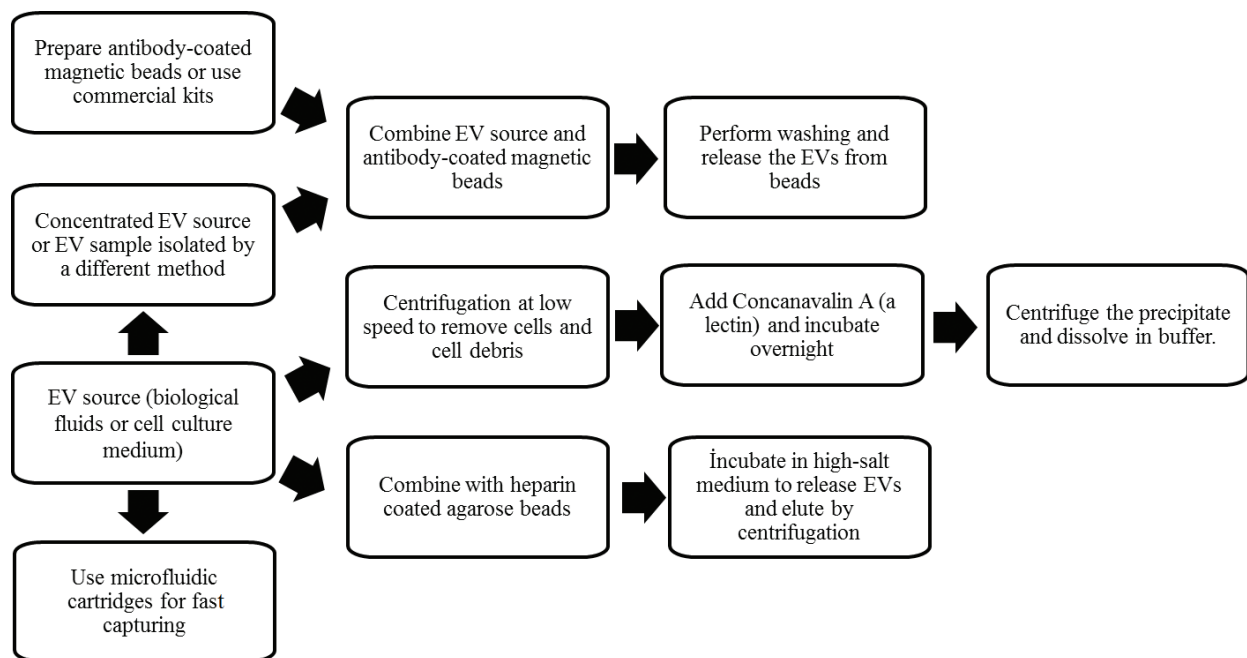 Prepare antibody-coated
magnetic beads or use
commercial kits
Combine EV source and
antibody-coated magnetic
beads
Perform washing and
release the EVs from
beads
Concentrated EV source
or EV sample isolated by
a different method
Centrifugation at low
speed to remove cells and
cell debris
Add Concanavalin A (a
lectin) and incubate
overnight
Centrifuge the precipitate
and dissolve in buffer.
EV source (biological
fluids or cell culture
medium)
Combine with heparin
coated agarose beads
İncubate in high-salt
medium to release EVs
and elute by
centrifugation
Use microfluidic
cartridges for fast
capturing